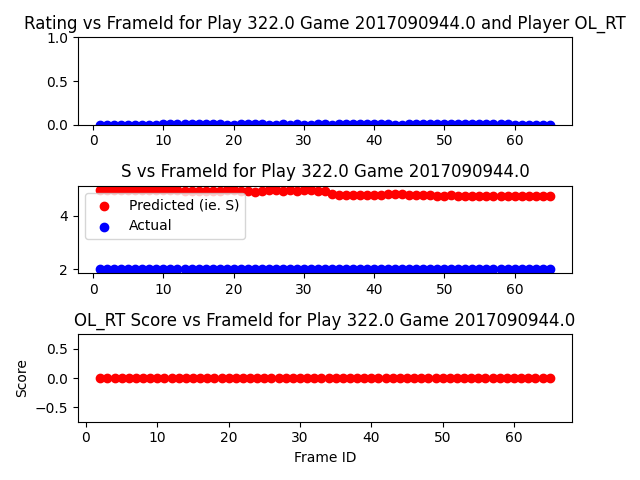 Rating vs FrameId for Play 322.0 Game 2017090944.0 and Player OL_RT
1.0
0.5
0.0
0 10 20 30 40 50 60
S vs FrameId for Play 322.0 Game 2017090944.0
4
2
Predicted (ie. S)
Actual
0 10 20 30 40 50 60
OL_RT Score vs FrameId for Play 322.0 Game 2017090944.0
Score
0.5
0.0
−0.5
0 10 20 30 40 50 60
Frame ID